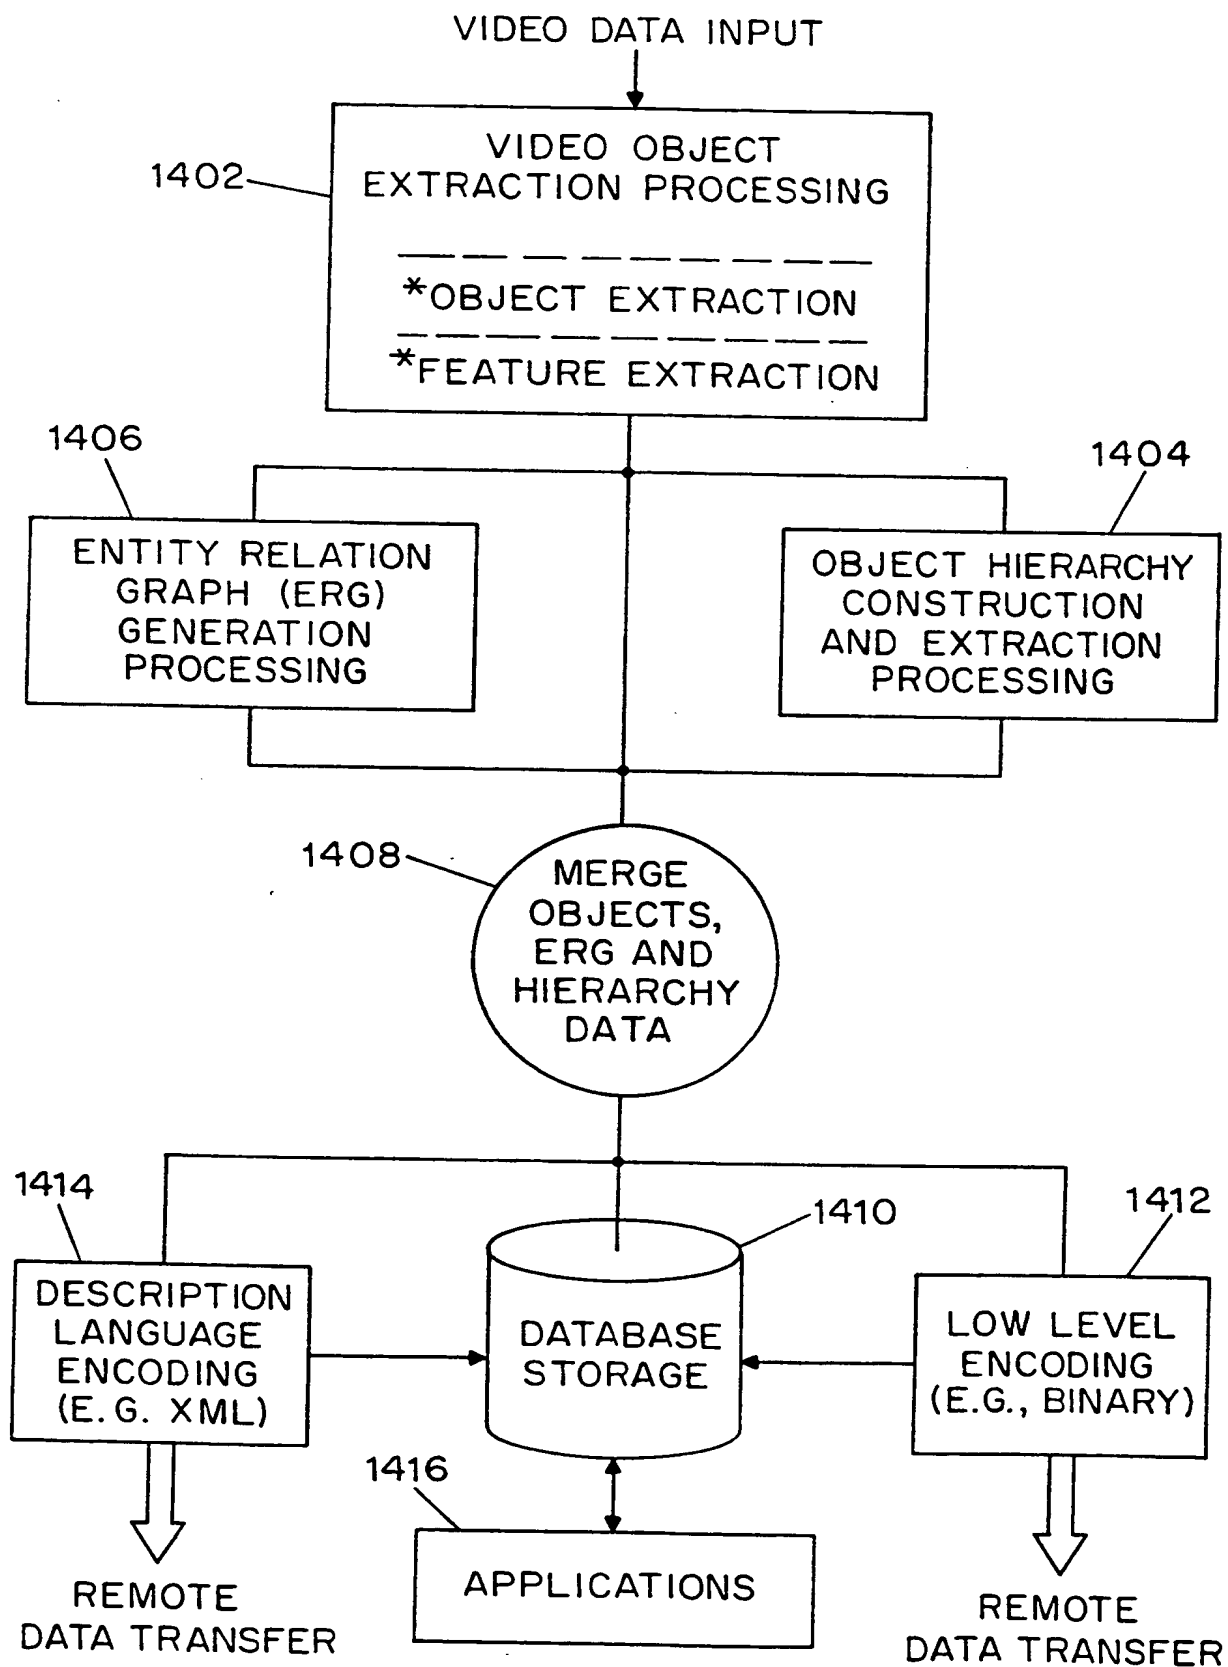 VIDEO DATA INPUT
1402
VIDEO OBJECT
EXTRACTION PROCESSING
*OBJECT EXTRACTION
*FEATURE EXTRACTION
1406
ENTITY RELATION
GRAPH (ERG)
GENERATION
PROCESSING
1404
OBJECT HIERARCHY
CONSTRUCTION
AND EXTRACTION
PROCESSING
1408
MERGE
OBJECTS,
ERG AND
HIERARCHY
DATA
1414
DESCRIPTION
LANGUAGE
ENCODING
(E.G. XML)
1410
DATABASE
STORAGE
1412
LOW LEVEL
ENCODING
(E.G., BINARY)
1416
APPLICATIONS
REMOTE
DATA TRANSFER
REMOTE
DATA TRANSFER